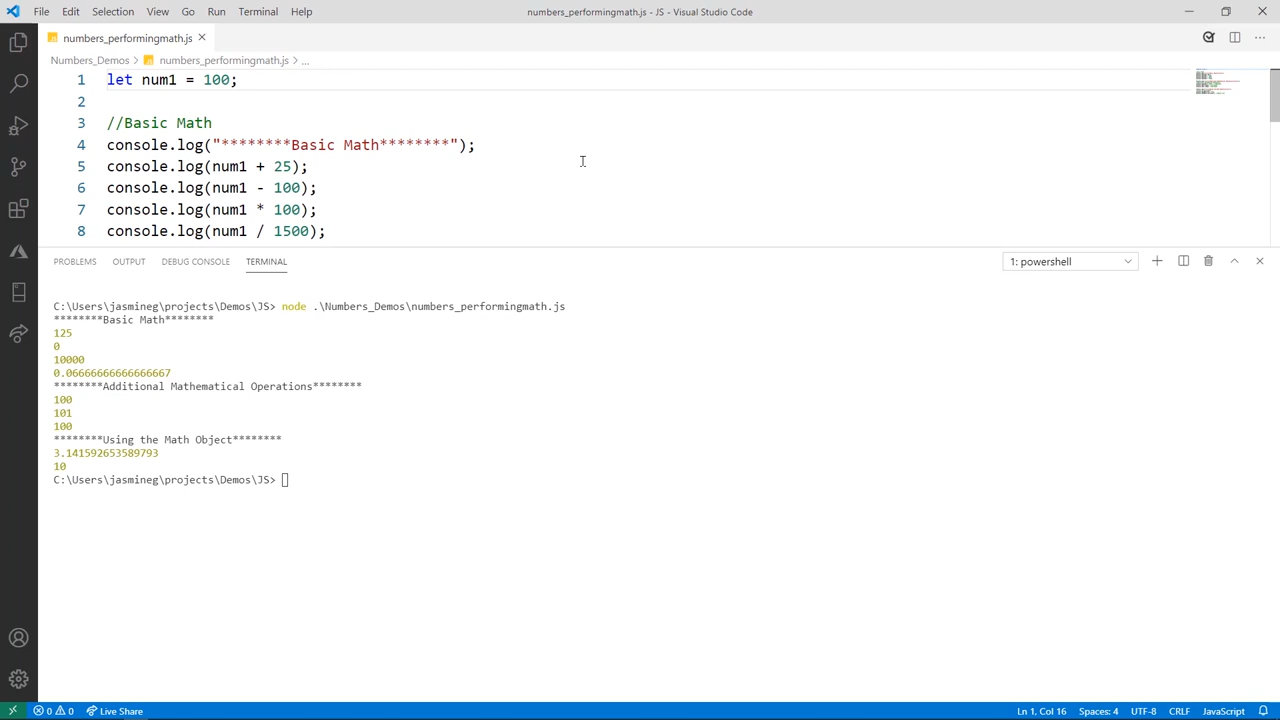 File Edit Selection View Go Run Terminal Help
numbers_performingmath.js - JS - Visual Studio Code
numbers_performingmath.js
Numbers_Demos > numbers_performingmath.js > ...
1 let num1 = 100;
2
3 //Basic Math
4 console.log("********Basic Math********");
5 console.log(num1 + 25);
6 console.log(num1 - 100);
7 console.log(num1 * 100);
8 console.log(num1 / 1500);
PROBLEMS OUTPUT DEBUG CONSOLE TERMINAL
1: powershell
C:\Users\jasmineg\projects\Demos\JS> node .\Numbers_Demos\numbers_performingmath.js
********Basic Math********
125
0
10000
0.06666666666666667
********Additional Mathematical Operations********
100
101
100
********Using the Math Object********
3.141592653589793
10
C:\Users\jasmineg\projects\Demos\JS>
0 0 Live Share
Ln 1, Col 16 Spaces: 4 UTF-8 CRLF JavaScript